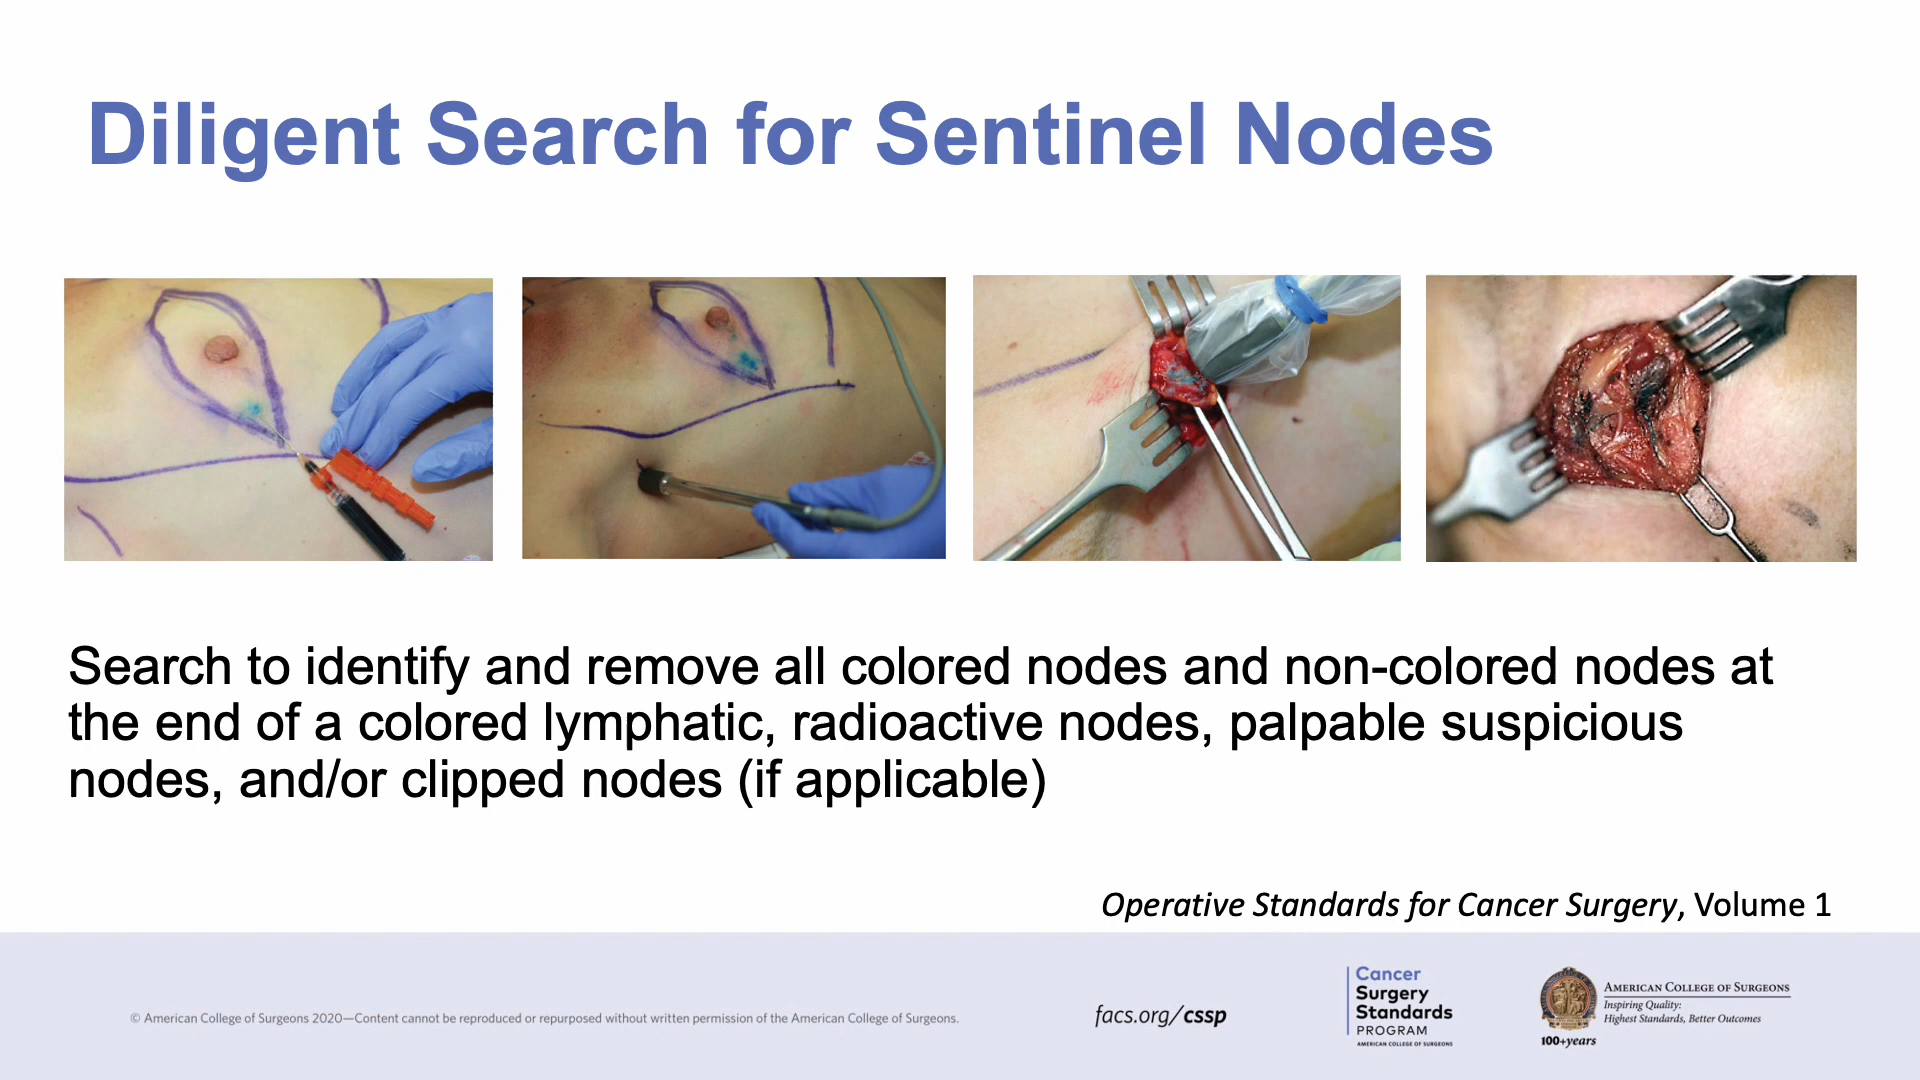 Diligent Search for Sentinel Nodes
Search to identify and remove all colored nodes and non-colored nodes at
the end of a colored lymphatic, radioactive nodes, palpable suspicious
nodes, and/or clipped nodes (if applicable)
Operative Standards for Cancer Surgery, Volume 1
© American College of Surgeons 2020—Content cannot be reproduced or repurposed without written permission of the American College of Surgeons.
facs.org/cssp
Cancer
Surgery
Standards
PROGRAM
AMERICAN COLLEGE OF SURGEONS
100+years
AMERICAN COLLEGE OF SURGEONS
Inspiring Quality:
Highest Standards, Better Outcomes